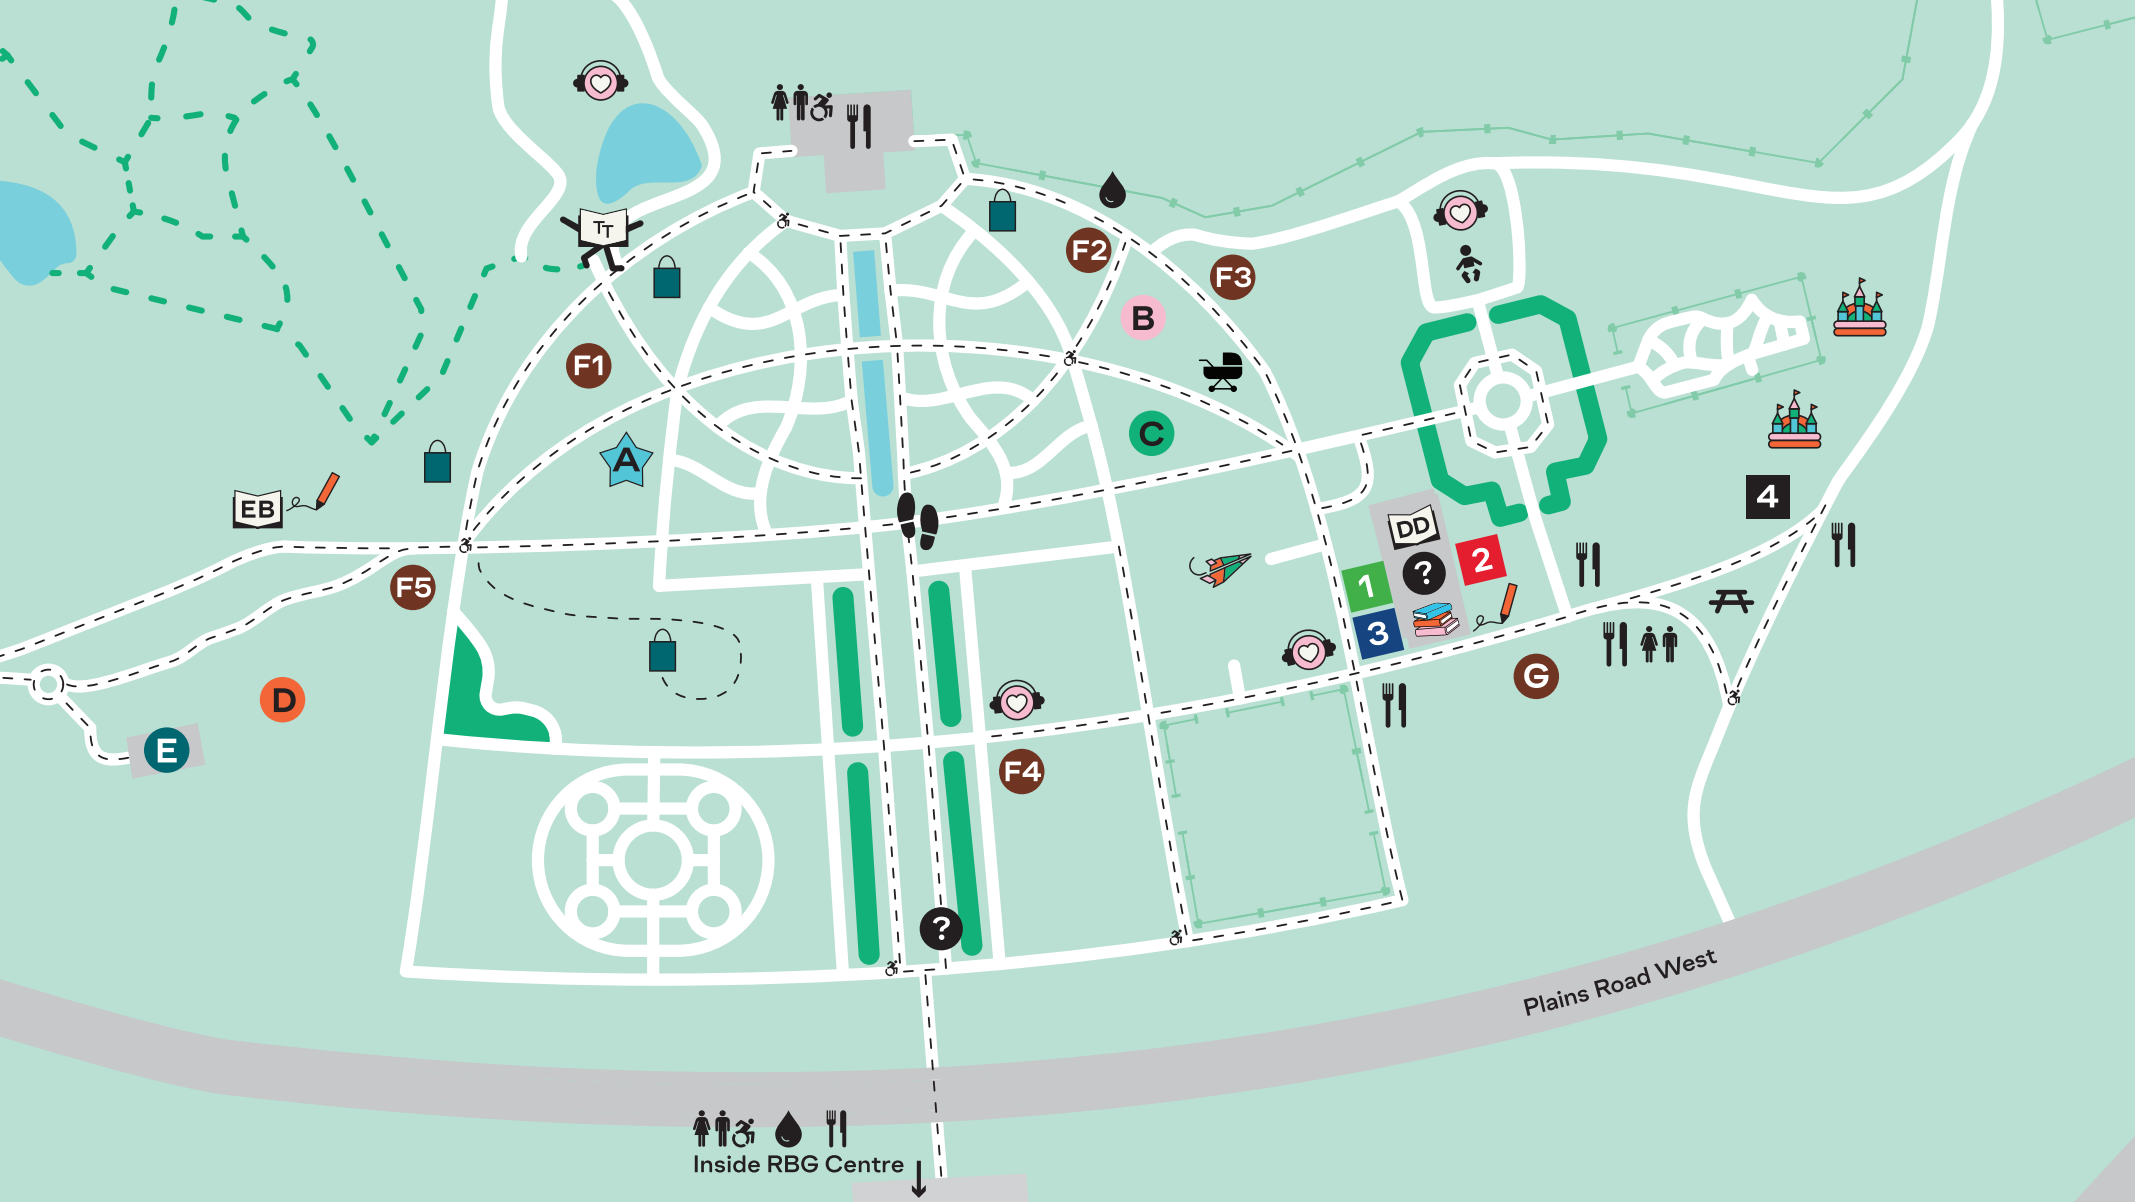 TT
F2
F3
B
F1
C
A
4
EB
DD
2
1
?
F5
3
G
D
E
F4
?
Plains Road West
Inside RBG Centre